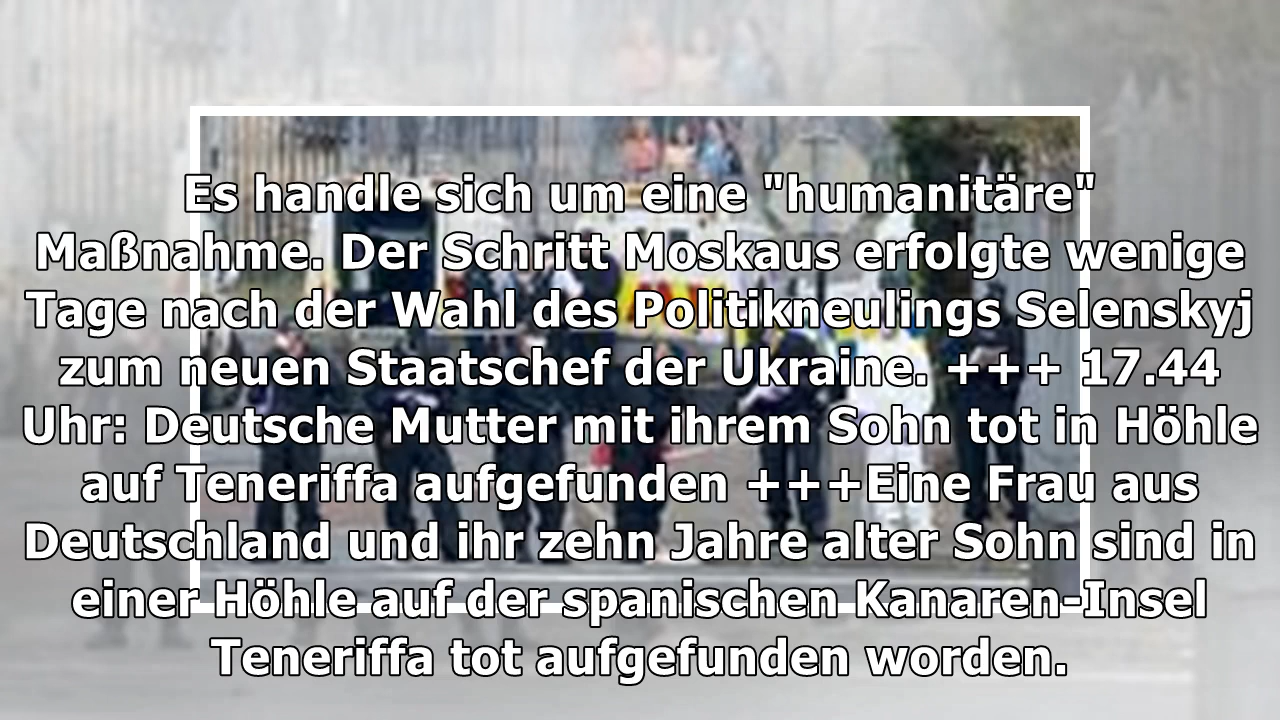 Es handle sich um eine "humanitäre"
Maßnahme. Der Schritt Moskaus erfolgte wenige
Tage nach der Wahl des Politikneulings Selenskyj
zum neuen Staatschef der Ukraine. +++ 17.44
Uhr: Deutsche Mutter mit ihrem Sohn tot in Höhle
auf Teneriffa aufgefunden +++Eine Frau aus
Deutschland und ihr zehn Jahre alter Sohn sind in
einer Höhle auf der spanischen Kanaren-Insel
Teneriffa tot aufgefunden worden.